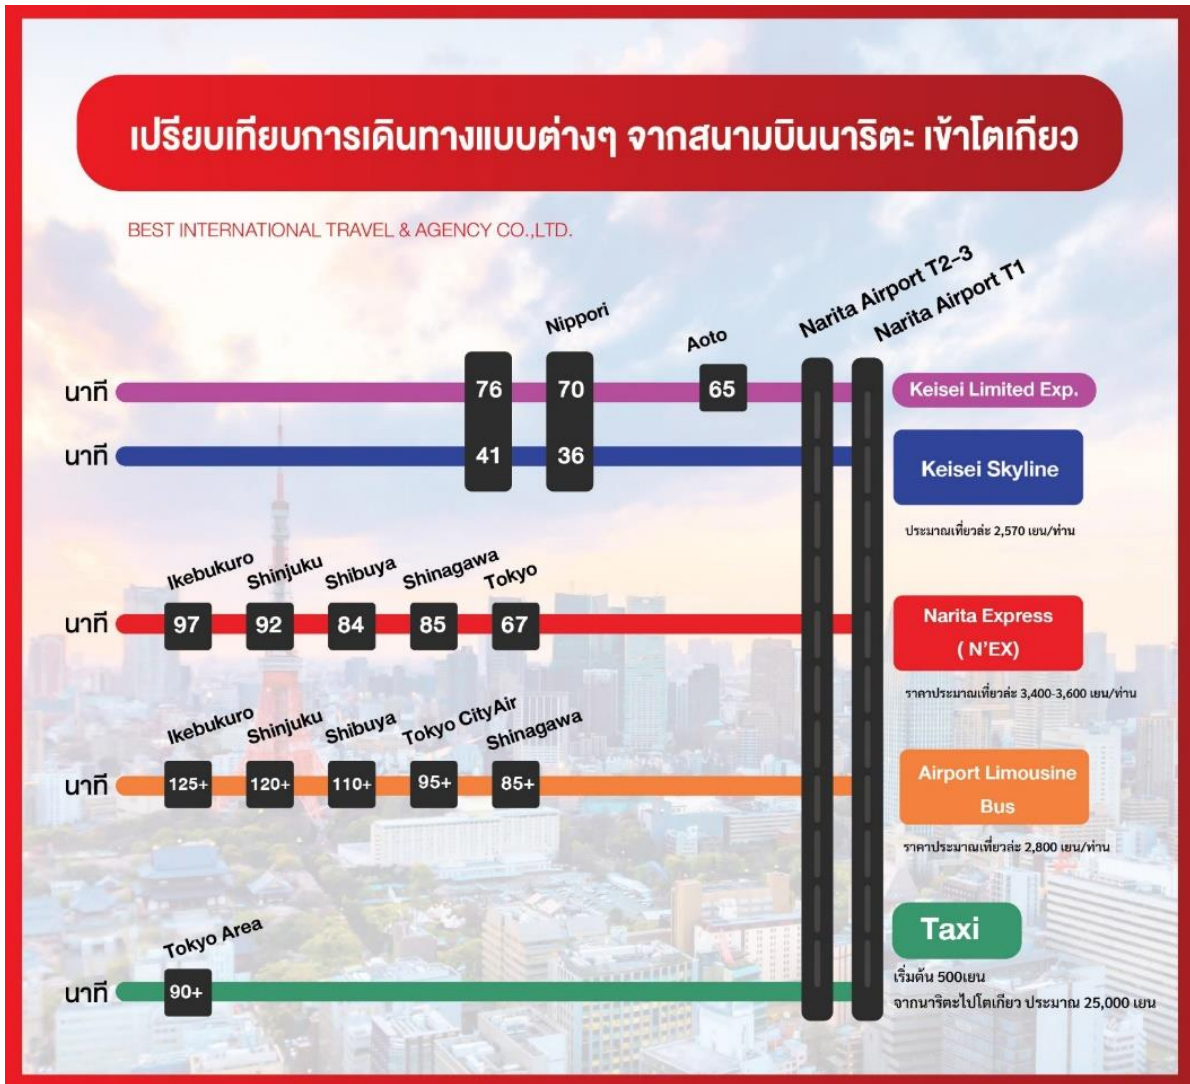 เปรียบเทียบการเดินทางแบบต่างๆ จากสนามบินนาริตะ เข้าโตเกียว
BEST INTERNATIONAL TRAVEL & AGENCY CO.,LTD.
Nippori
Aoto
Narita Airport T2-3
Narita Airport T1
นาที
76
70
65
Keisei Limited Exp.
นาที
41
36
Keisei Skyline
ประมาณเที่ยวล่ะ 2,570 เยน/ท่าน
Ikebukuro
Shinjuku
Shibuya
Shinagawa
Tokyo
นาที
97
92
84
85
67
Narita Express
( N'EX)
ราคาประมาณเที่ยวล่ะ 3,400-3,600 เยน/ท่าน
Ikebukuro
Shinjuku
Shibuya
Tokyo CityAir
Shinagawa
นาที
125+
120+
110+
95+
85+
Airport Limousine
Bus
ราคาประมาณเที่ยวล่ะ 2,800 เยน/ท่าน
Tokyo Area
นาที
90+
Taxi
เริ่มต้น 500เยน
จากนาริตะไปโตเกียว ประมาณ 25,000 เยน